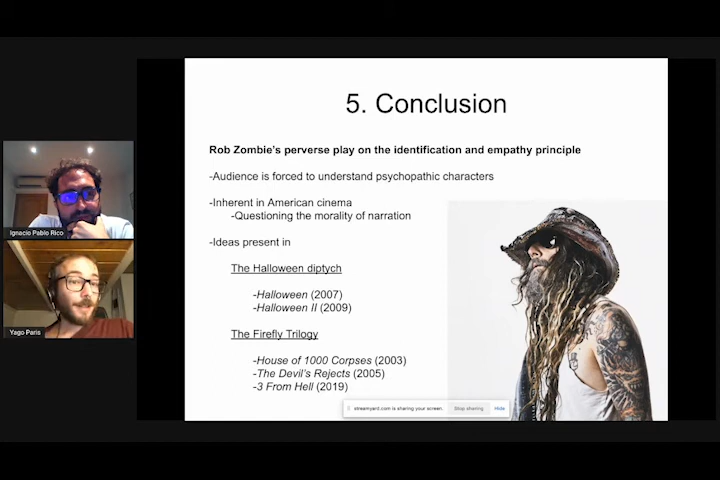 5. Conclusion
Rob Zombie's perverse play on the identification and empathy principle
-Audience is forced to understand psychopathic characters
-Inherent in American cinema
-Questioning the morality of narration
-Ideas present in
The Halloween diptych
-Halloween (2007)
-Halloween II (2009)
The Firefly Trilogy
-House of 1000 Corpses (2003)
-The Devil's Rejects (2005)
-3 From Hell (2019)
Ignacio Pablo Rico
Yago Paris
streamyard.com is sharing your screen.
Stop sharing
Hide